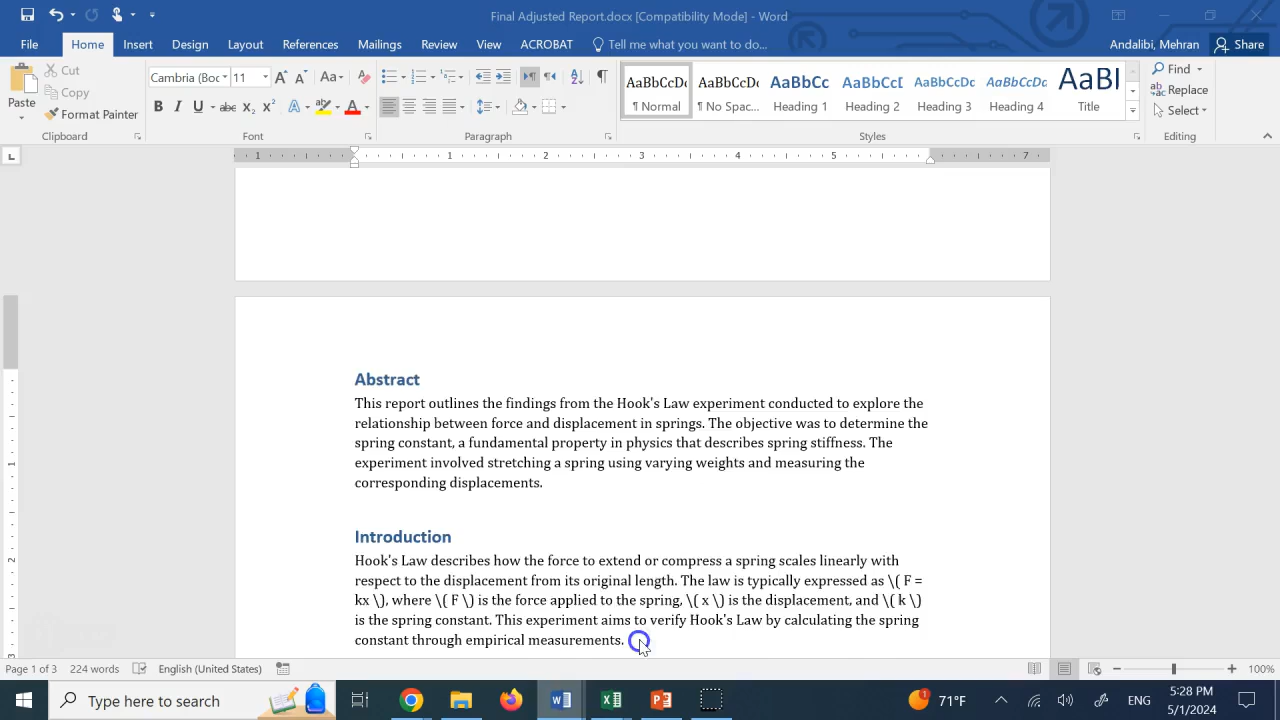 Final Adjusted Report.docx [Compatibility Mode] - Word
File Home Insert Design Layout References Mailings Review View ACROBAT Tell me what you want to do... Andalibi, Mehran Share
Paste Cut Copy Format Painter
Cambria (Boc 11 Aa
AaBbCcDc AaBbCcDc AaBbCc AaBbCcD AaBbCcDc AaBbCcDc AaBl
¶ Normal ¶ No Spac... Heading 1 Heading 2 Heading 3 Heading 4 Title
Find Replace Select
Clipboard Font Paragraph Styles Editing
1 1 2 3 4 5 7
Abstract
This report outlines the findings from the Hook's Law experiment conducted to explore the
relationship between force and displacement in springs. The objective was to determine the
spring constant, a fundamental property in physics that describes spring stiffness. The
experiment involved stretching a spring using varying weights and measuring the
corresponding displacements.
Introduction
Hook's Law describes how the force to extend or compress a spring scales linearly with
respect to the displacement from its original length. The law is typically expressed as \( F =
kx \), where \( F \) is the force applied to the spring, \( x \) is the displacement, and \( k \)
is the spring constant. This experiment aims to verify Hook's Law by calculating the spring
constant through empirical measurements.
Page 1 of 3 224 words English (United States) 100%
Type here to search 71°F ENG 5:28 PM
5/1/2024